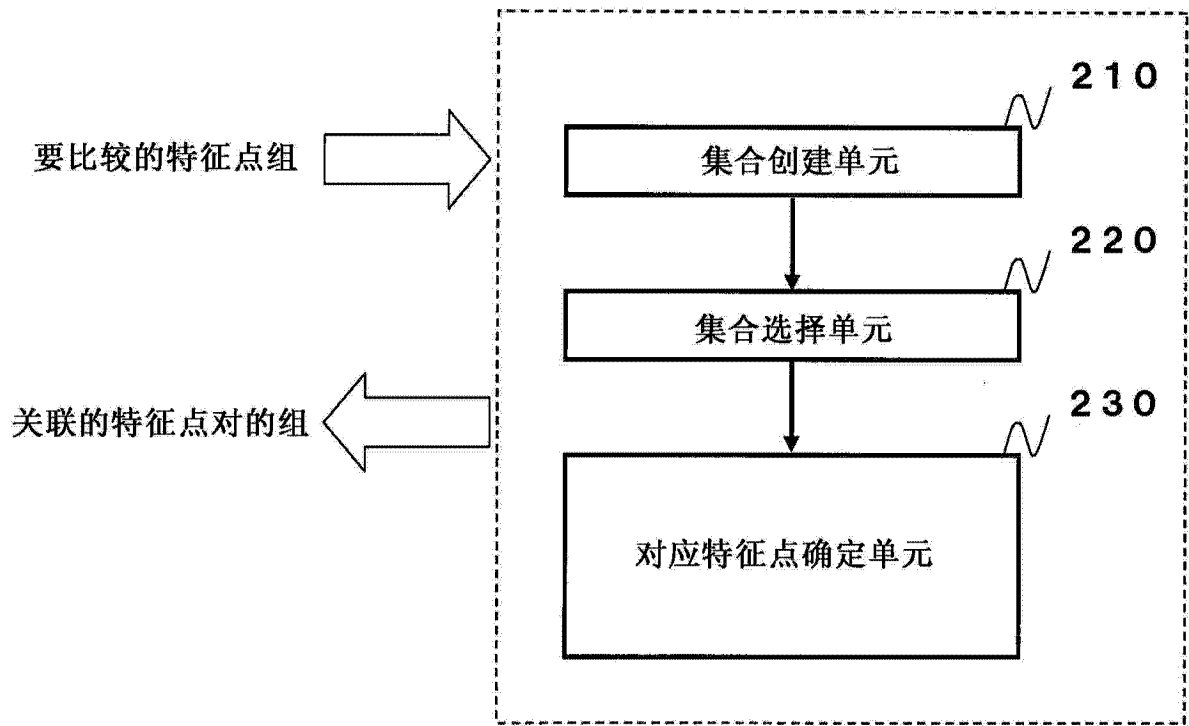 210
要比较的特征点组
集合创建单元
220
集合选择单元
230
关联的特征点对的组
对应特征点确定单元